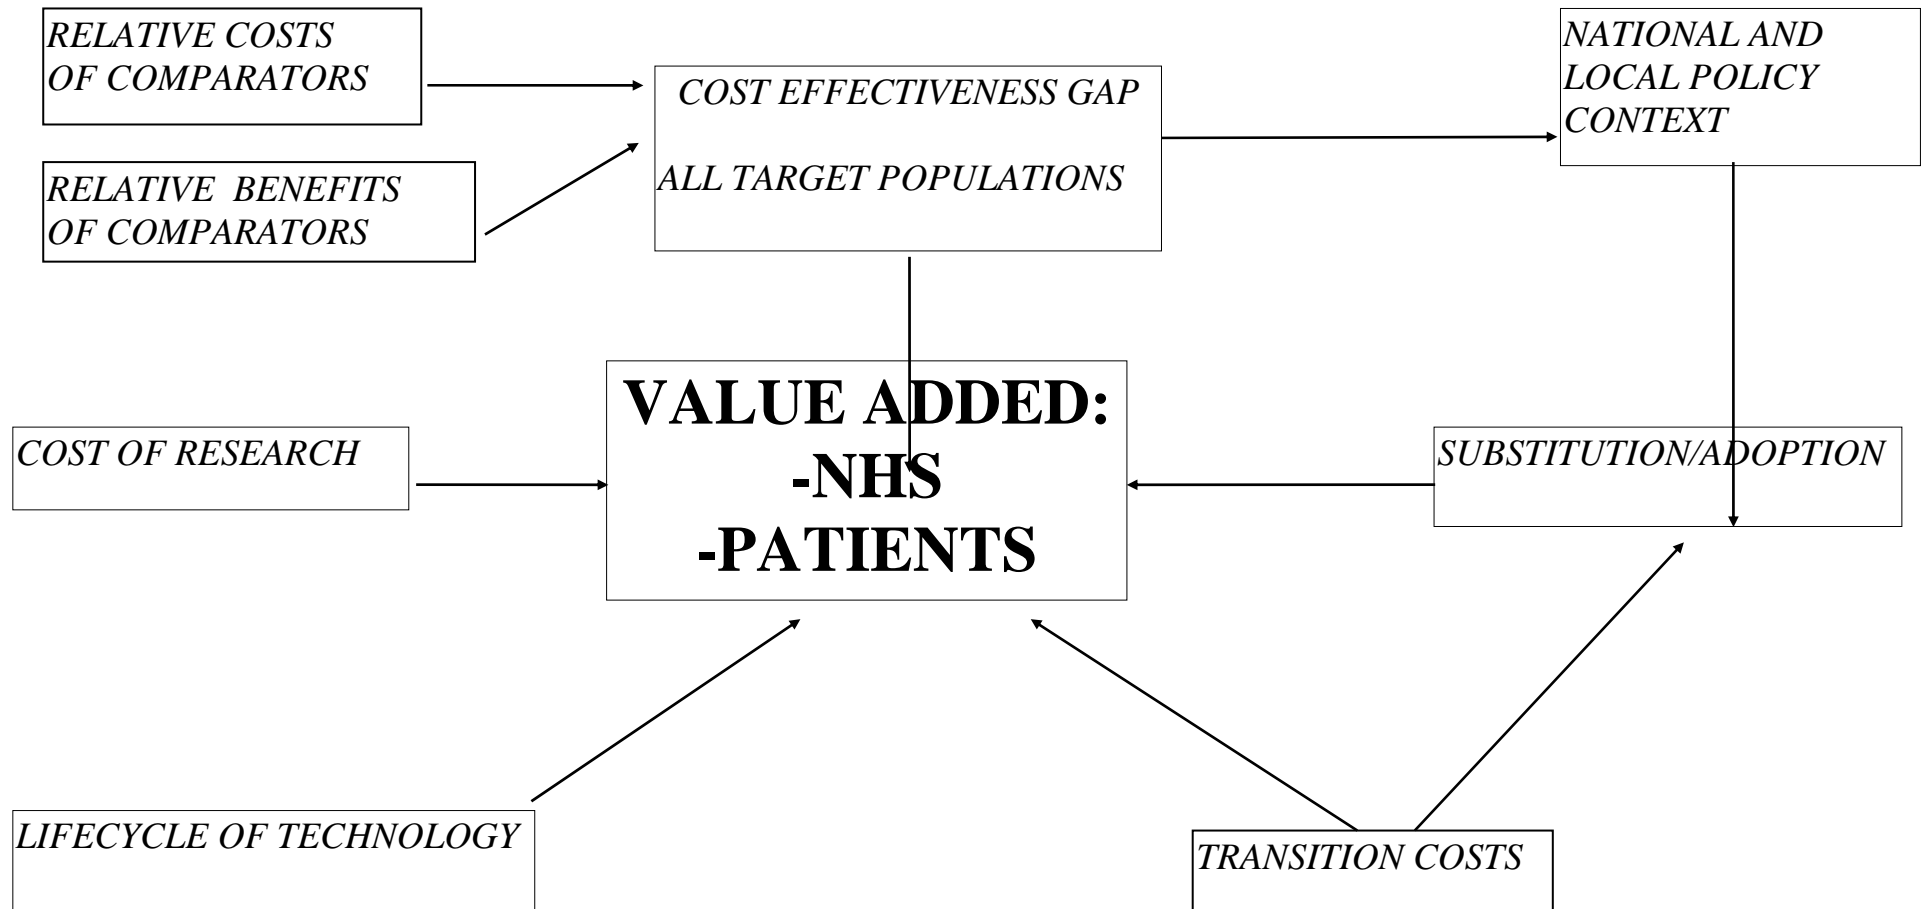 RELATIVE COSTS
OF COMPARATORS
RELATIVE BENEFITS
OF COMPARATORS
COST EFFECTIVENESS GAP
ALL TARGET POPULATIONS
NATIONAL AND
LOCAL POLICY
CONTEXT
COST OF RESEARCH
VALUE ADDED:
-NHS
-PATIENTS
SUBSTITUTION/ADOPTION
LIFECYCLE OF TECHNOLOGY
TRANSITION COSTS